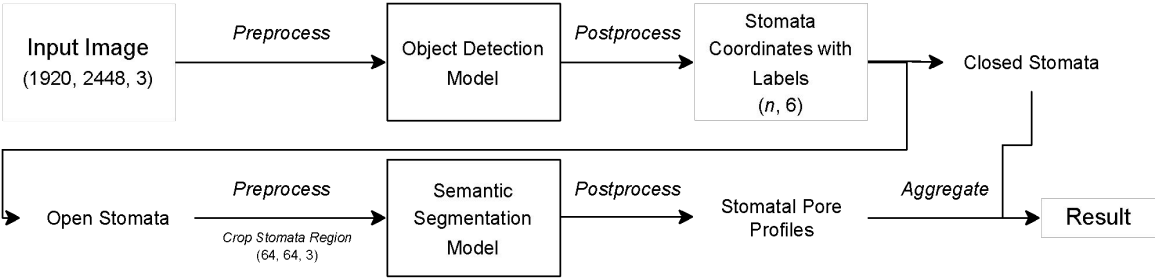 Input Image
(1920, 2448, 3)
Preprocess
Object Detection
Model
Postprocess
Stomata
Coordinates with
Labels
(n, 6)
Closed Stomata
Open Stomata
Preprocess
Crop Stomata Region
(64, 64, 3)
Semantic
Segmentation
Model
Postprocess
Stomatal Pore
Profiles
Aggregate
Result